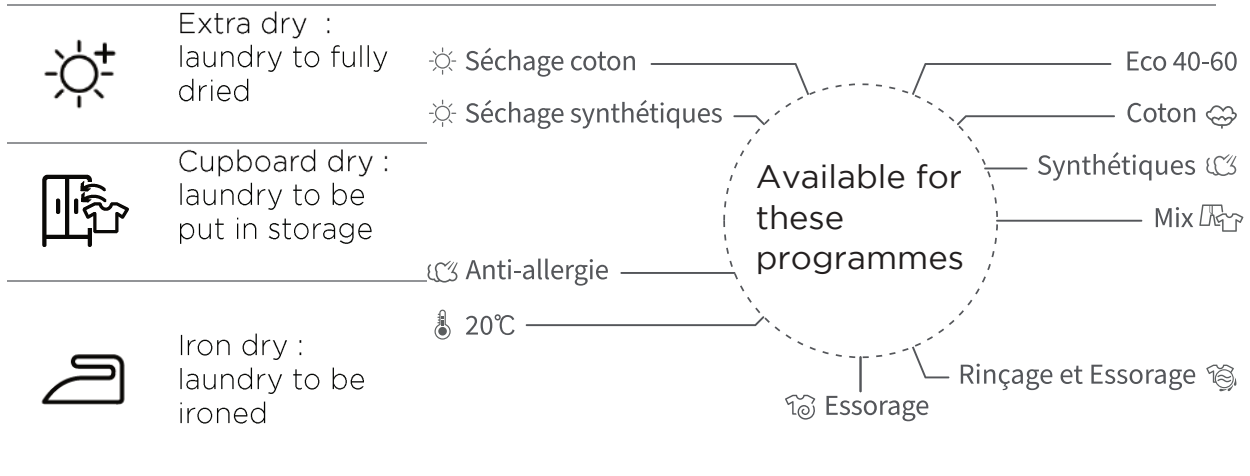 Extra dry :
laundry to fully
dried
Cupboard dry :
laundry to be
put in storage
Iron dry :
laundry to be
ironed
Séchage coton
Séchage synthétiques
Anti-allergie
20℃
Available for
these
programmes
Eco 40-60
Coton
Synthétiques
Mix
Rinçage et Essorage
Essorage